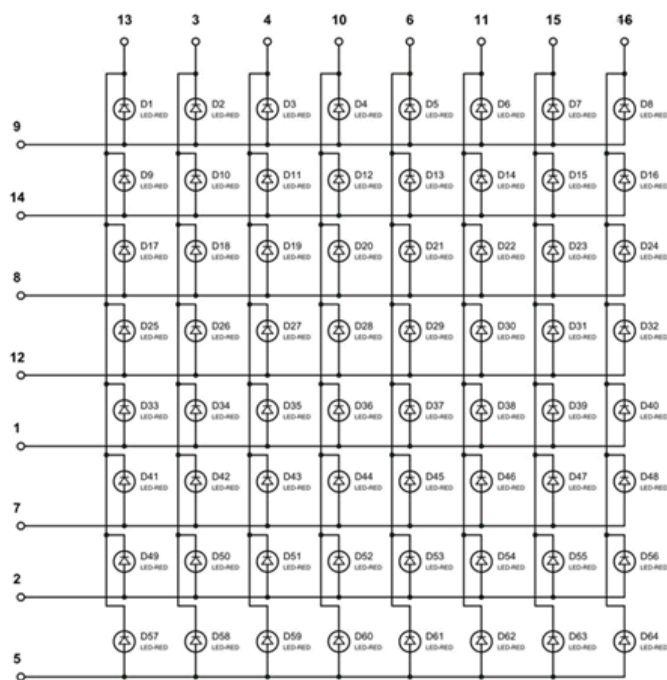 13 3 4 10 6 11 15 16
D1 D2 D3 D4 D5 D6 D7 D8
LED-RED LED-RED LED-RED LED-RED LED-RED LED-RED LED-RED LED-RED
9
D9 D10 D11 D12 D13 D14 D15 D16
LED-RED LED-RED LED-RED LED-RED LED-RED LED-RED LED-RED LED-RED
14
D17 D18 D19 D20 D21 D22 D23 D24
LED-RED LED-RED LED-RED LED-RED LED-RED LED-RED LED-RED LED-RED
8
D25 D26 D27 D28 D29 D30 D31 D32
LED-RED LED-RED LED-RED LED-RED LED-RED LED-RED LED-RED LED-RED
12
D33 D34 D35 D36 D37 D38 D39 D40
LED-RED LED-RED LED-RED LED-RED LED-RED LED-RED LED-RED LED-RED
1
D41 D42 D43 D44 D45 D46 D47 D48
LED-RED LED-RED LED-RED LED-RED LED-RED LED-RED LED-RED LED-RED
7
D49 D50 D51 D52 D53 D54 D55 D56
LED-RED LED-RED LED-RED LED-RED LED-RED LED-RED LED-RED LED-RED
2
D57 D58 D59 D60 D61 D62 D63 D64
LED-RED LED-RED LED-RED LED-RED LED-RED LED-RED LED-RED LED-RED
5